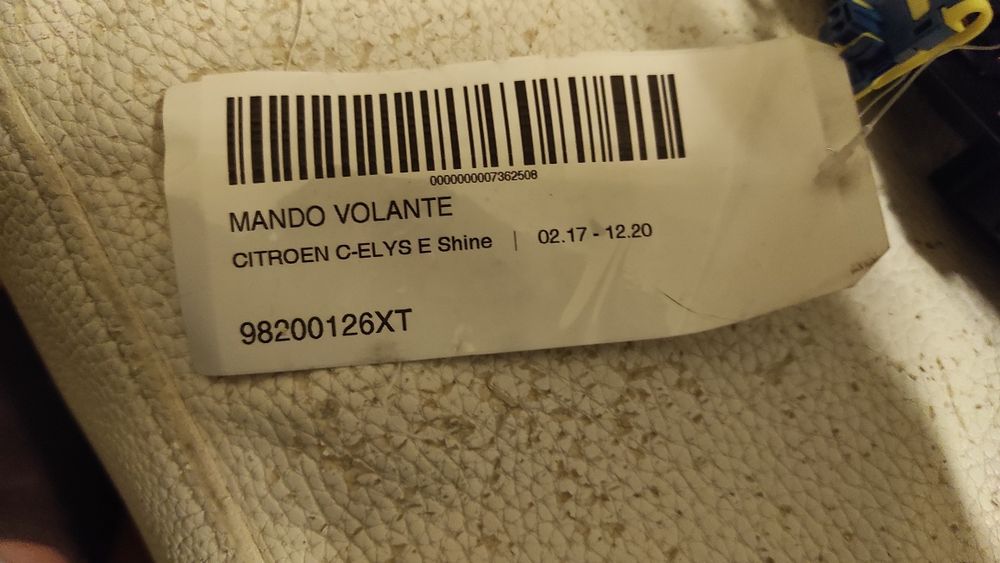 0000000007362508
MANDO VOLANTE
CITROEN C-ELYS E Shine | 02.17 - 12.20
98200126XT